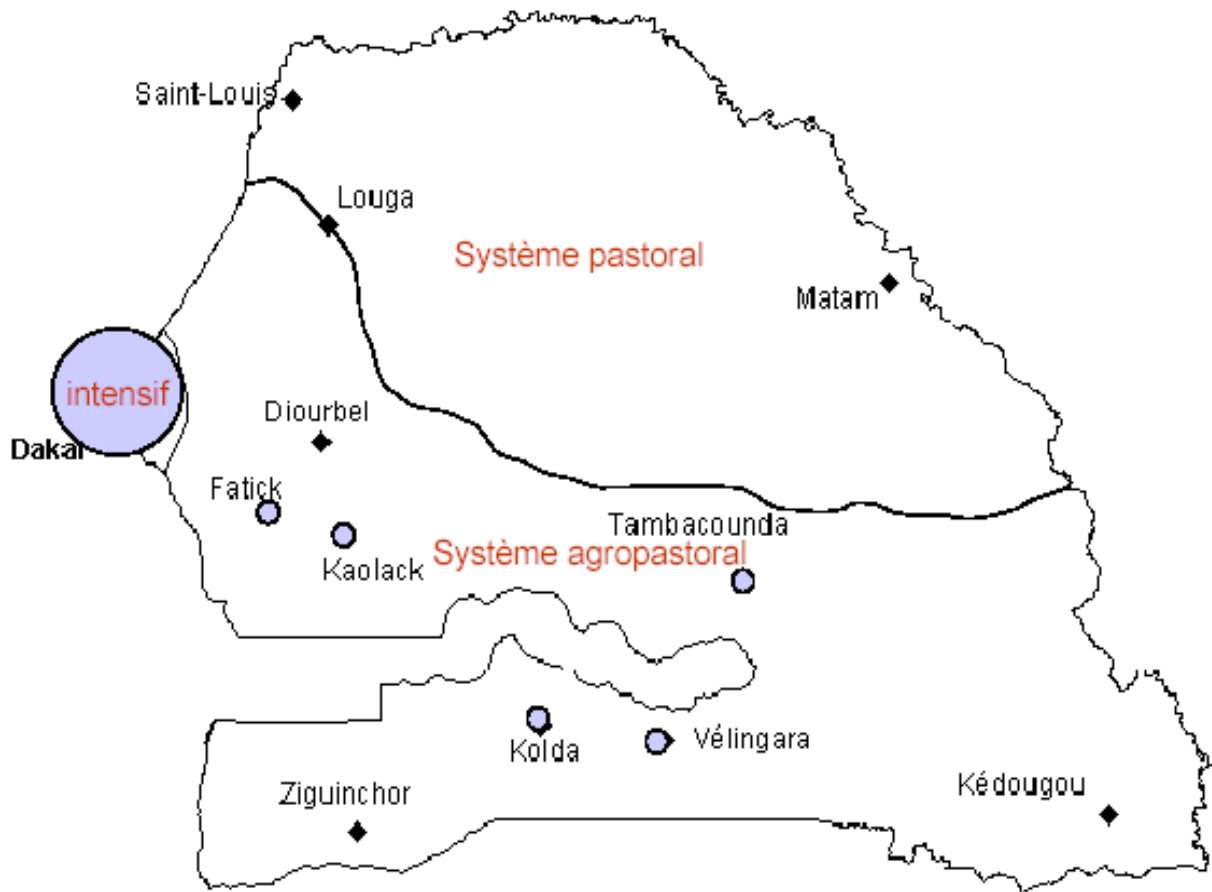 Saint-Louis
Louga
Système pastoral
Matam
intensif
Diourbel
Dakar
Fatick
Tambacounda
Système agropastoral
Kaolack
Vélingara
Kolda
Kédougou
Ziguinchor